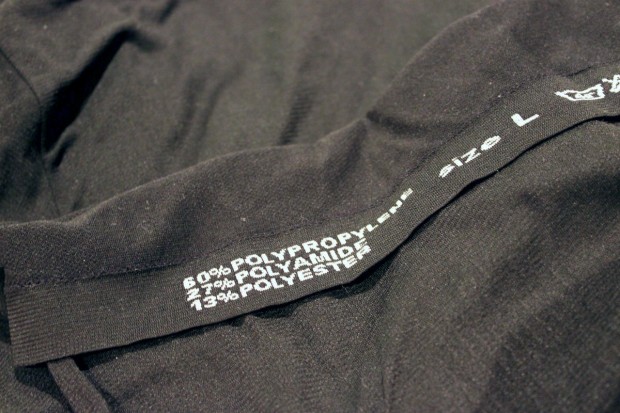 60% POLYPROPYLENE size L
27% POLYAMIDE
13% POLYESTER